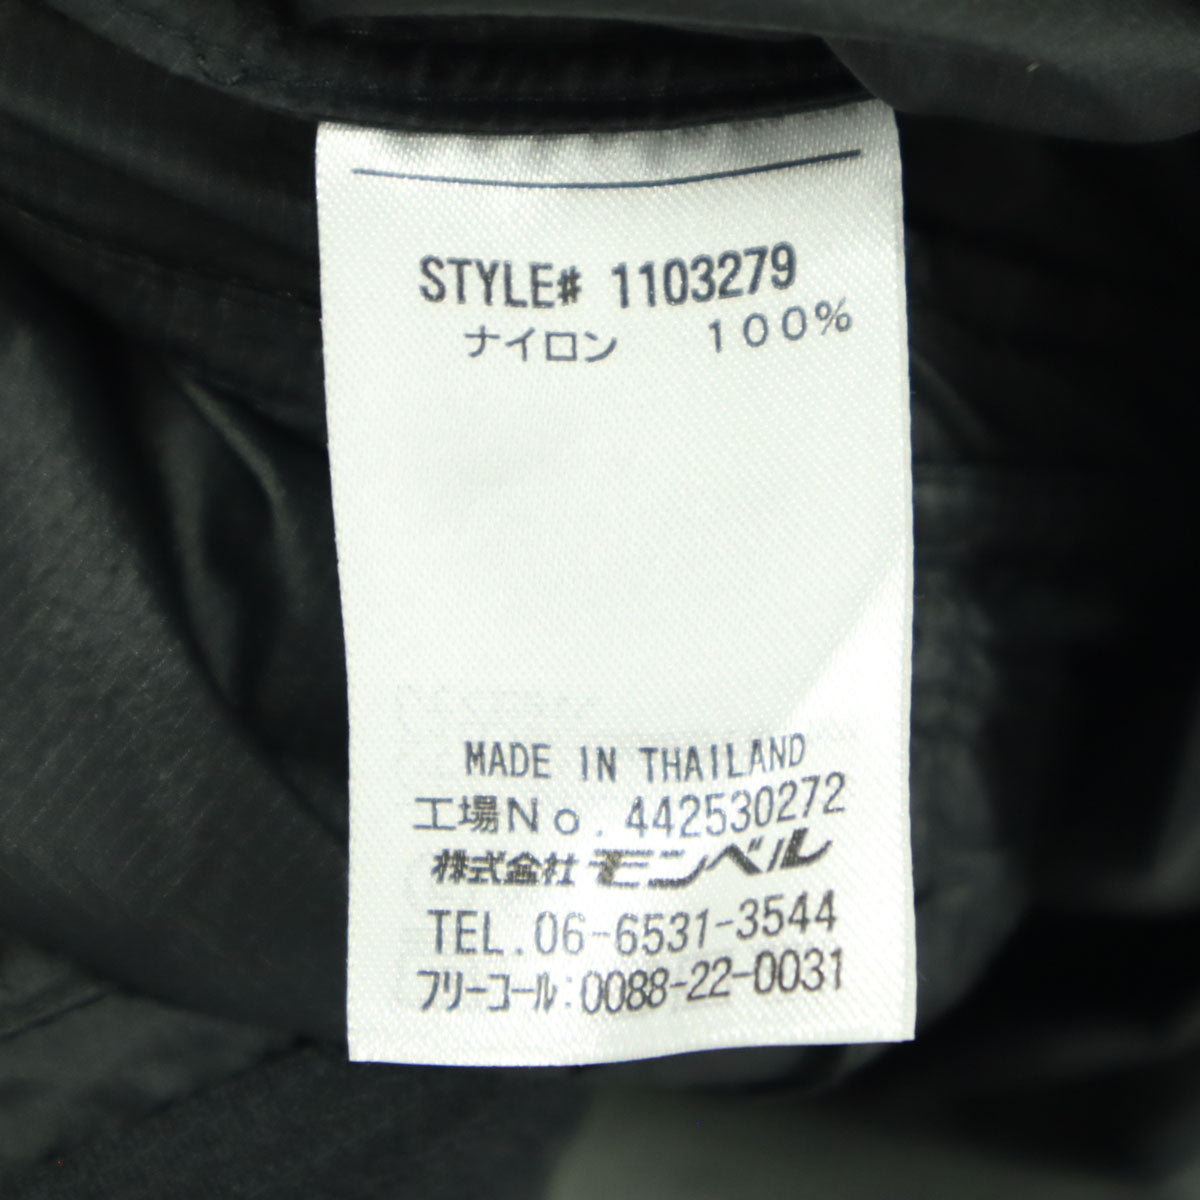 STYLE# 1103279
ナイロン 100%
MADE IN THAILAND
工場No. 442530272
株式会社 モンベル
TEL. 06-6531-3544
フリーコール:0088-22-0031